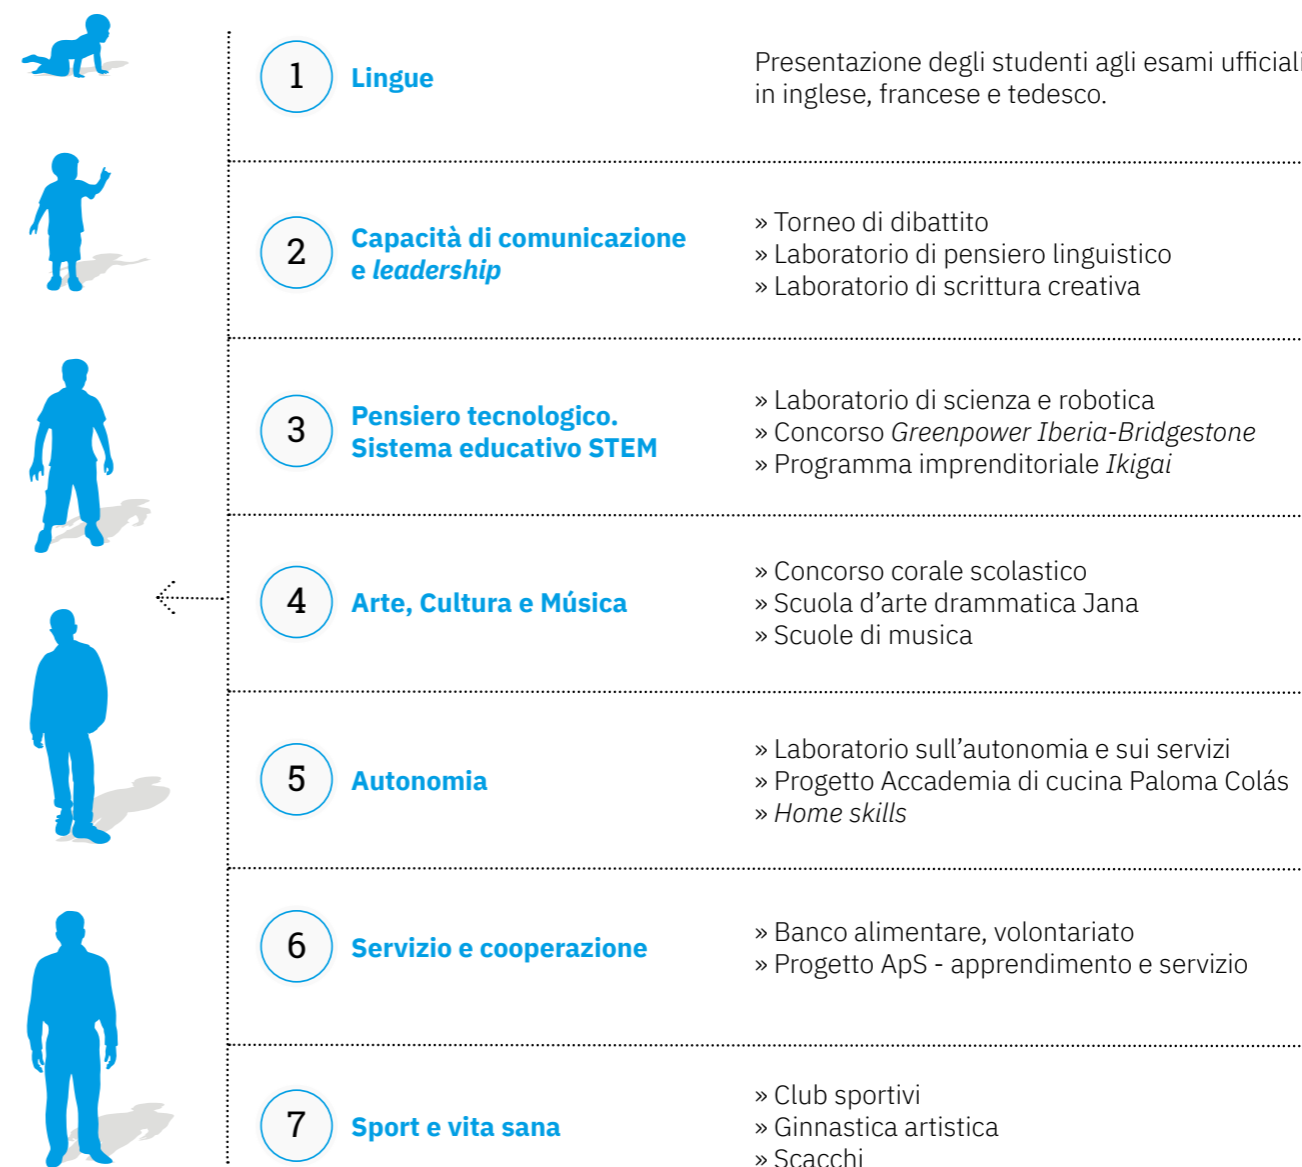 1
Lingue
Presentazione degli studenti agli esami ufficiali
in inglese, francese e tedesco.
2
Capacità di comunicazione
e leadership
» Torneo di dibattito
» Laboratorio di pensiero linguistico
» Laboratorio di scrittura creativa
3
Pensiero tecnologico.
Sistema educativo STEM
» Laboratorio di scienza e robotica
» Concorso Greenpower Iberia-Bridgestone
» Programma imprenditoriale Ikigai
4
Arte, Cultura e Música
» Concorso corale scolastico
» Scuola d’arte drammatica Jana
» Scuole di musica
5
Autonomia
» Laboratorio sull’autonomia e sui servizi
» Progetto Accademia di cucina Paloma Colás
» Home skills
6
Servizio e cooperazione
» Banco alimentare, volontariato
» Progetto ApS - apprendimento e servizio
7
Sport e vita sana
» Club sportivi
» Ginnastica artistica
» Scacchi